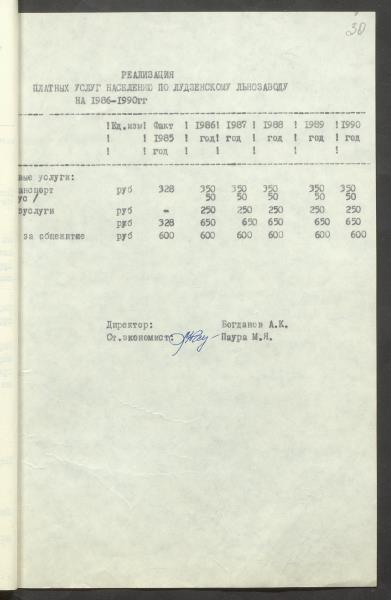 30
РЕАЛИЗАЦИЯ
ПЛАТНЫХ УСЛУГ НАСЕЛЕНИЮ ПО ЛУДЗЕНСКОМУ ЛЬНОЗАВОДУ
НА 1986-1990гг
!Ед.изм! Факт ! 1986! 1987 ! 1988 ! 1989 !1990
! ! 1985 ! год! год ! год ! год ! год
! ! год ! ! ! ! !
ные услуги:
анспорт руб 328 350 350 350 350 350
ус / 50 50 50 50 50
услуги руб - 250 250 250 250 250
руб 328 650 650 650 650 650
за общежитие руб 600 600 600 600 600 600
Директор: Богданов А.К.
Ст.экономист: Паура М.Я.